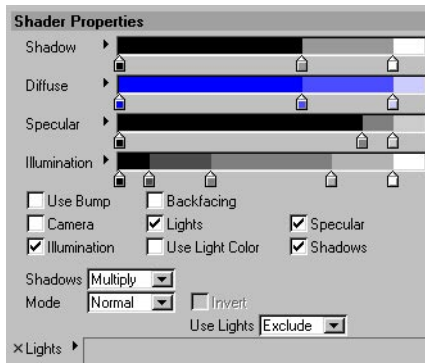 Shader Properties
Shadow
Diffuse
Specular
Illumination
Use Bump Backfacing
Camera Lights Specular
Illumination Use Light Color Shadows
Shadows Multiply
Mode Normal Invert
Use Lights Exclude
Lights